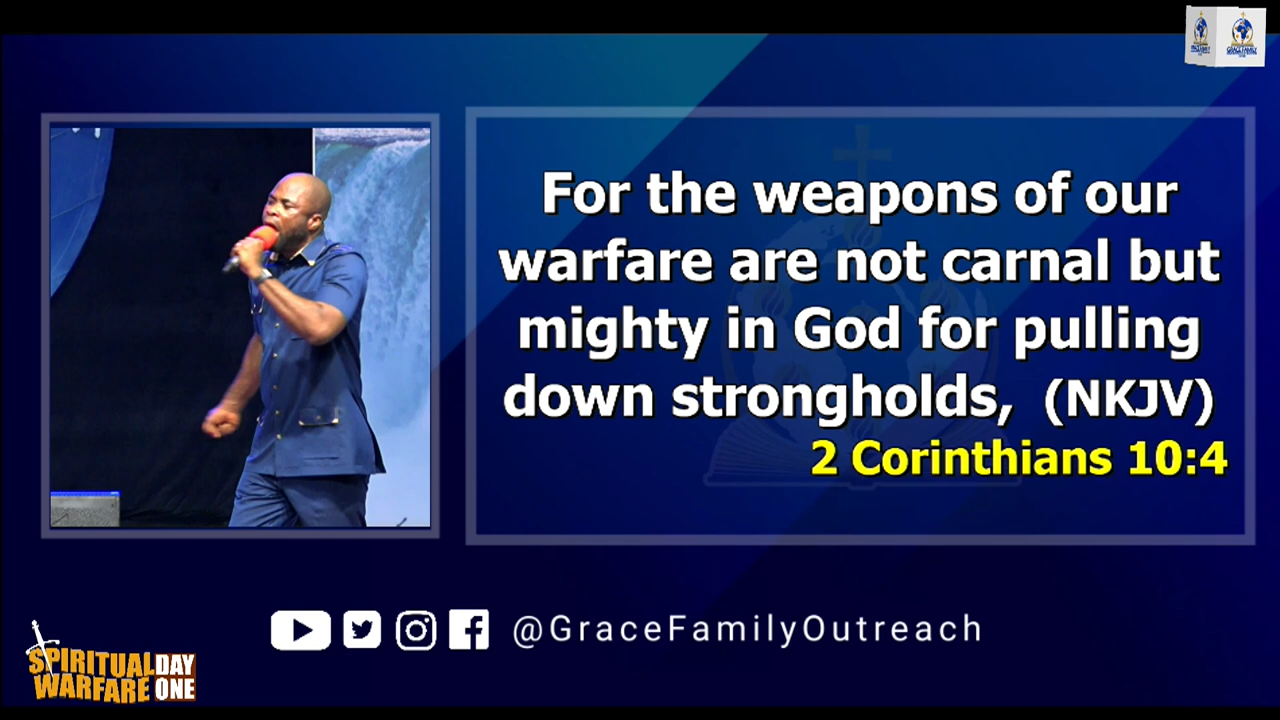 For the weapons of our
warfare are not carnal but
mighty in God for pulling
down strongholds, (NKJV)
2 Corinthians 10:4
@GraceFamilyOutreach
SPIRITUAL DAY
WARFARE ONE